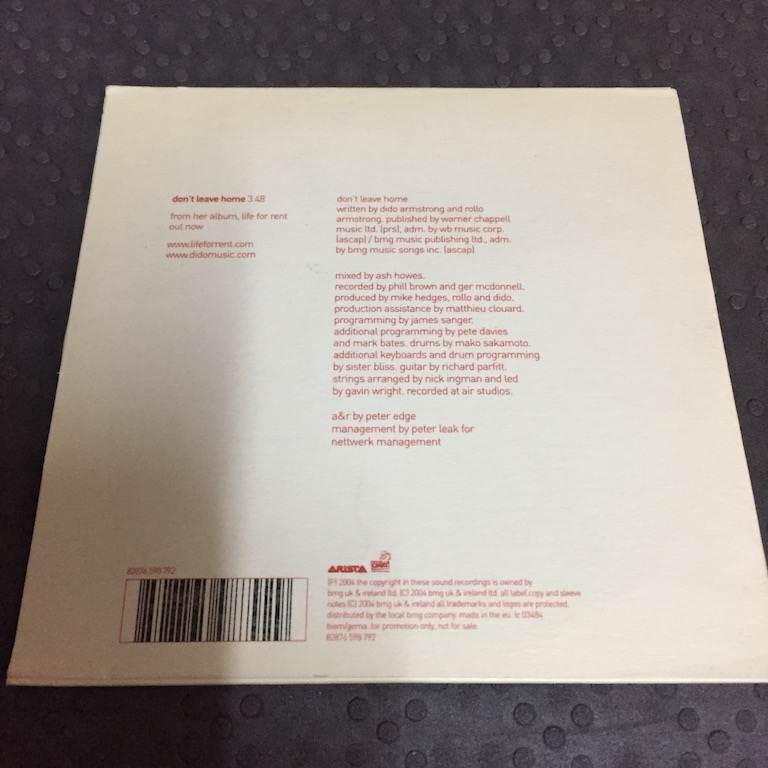 don't leave home 3.48
from her album, life for rent
out now
www.lifeforrent.com
www.didomusic.com
don't leave home
written by dido armstrong and rollo
armstrong. published by warner chappell
music ltd. (prs), adm. by wb music corp.
(ascap) / bmg music publishing ltd., adm.
by bmg music songs inc. (ascap)
mixed by ash howes.
recorded by phill brown and ger mcdonnell.
produced by mike hedges, rollo and dido.
production assistance by matthieu clouard.
programming by james sanger.
additional programming by pete davies
and mark bates. drums by mako sakamoto.
additional keyboards and drum programming
by sister bliss. guitar by richard parfitt.
strings arranged by nick ingman and led
by gavin wright. recorded at air studios.
a&r by peter edge
management by peter leak for
nettwerk management
82876 598 792
ARISTA
(P) 2004 the copyright in these sound recordings is owned by
bmg uk & ireland ltd. (C) 2004 bmg uk & ireland ltd. all label copy and sleeve
notes (C) 2004 bmg uk & ireland all trademarks and logos are protected.
distributed by the local bmg company. made in the eu. lc 03484
biem/gema. for promotion only, not for sale.
82876 598 792